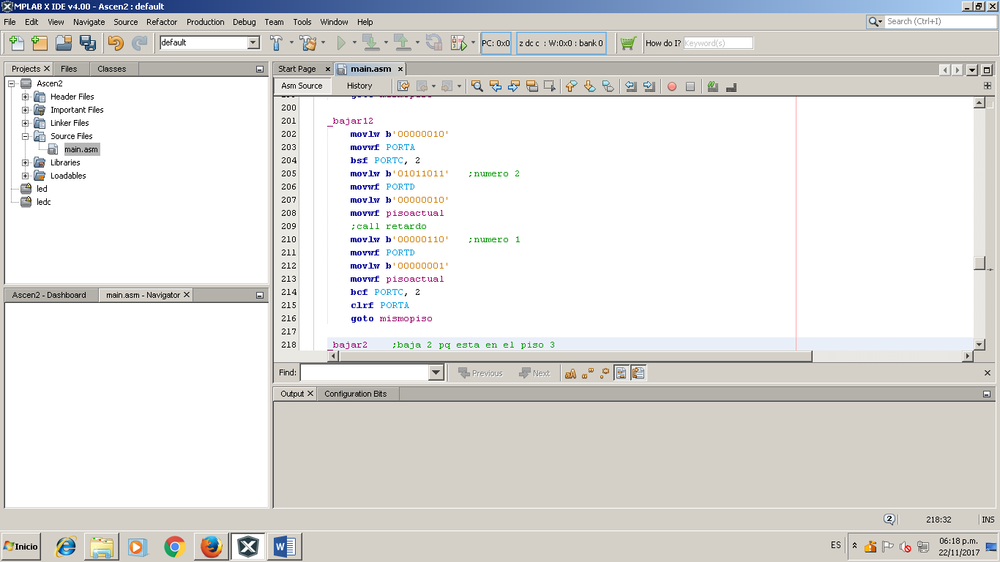 MPLAB X IDE v4.00 - Ascen2 : default
File Edit View Navigate Source Refactor Production Debug Team Tools Window Help
Search (Ctrl+I)
default
PC: 0x0
z dc c : W:0x0 : bank 0
How do I? Keyword(s)
Projects
Files
Classes
Ascen2
Header Files
Important Files
Linker Files
Source Files
main.asm
Libraries
Loadables
led
ledc
Ascen2 - Dashboard
main.asm - Navigator
Start Page
main.asm
Asm Source
History
goto mismopiso
200
201 _bajar12
202 movlw b'00000010'
203 movwf PORTA
204 bsf PORTC, 2
205 movlw b'01011011' ;numero 2
206 movwf PORTD
207 movlw b'00000010'
208 movwf pisoactual
209 ;call retardo
210 movlw b'00000110' ;numero 1
211 movwf PORTD
212 movlw b'00000001'
213 movwf pisoactual
214 bcf PORTC, 2
215 clrf PORTA
216 goto mismopiso
217
218 _bajar2 ;baja 2 pq esta en el piso 3
Find:
Previous
Next
Output
Configuration Bits
2
218:32
INS
Inicio
ES
06:18 p.m.
22/11/2017